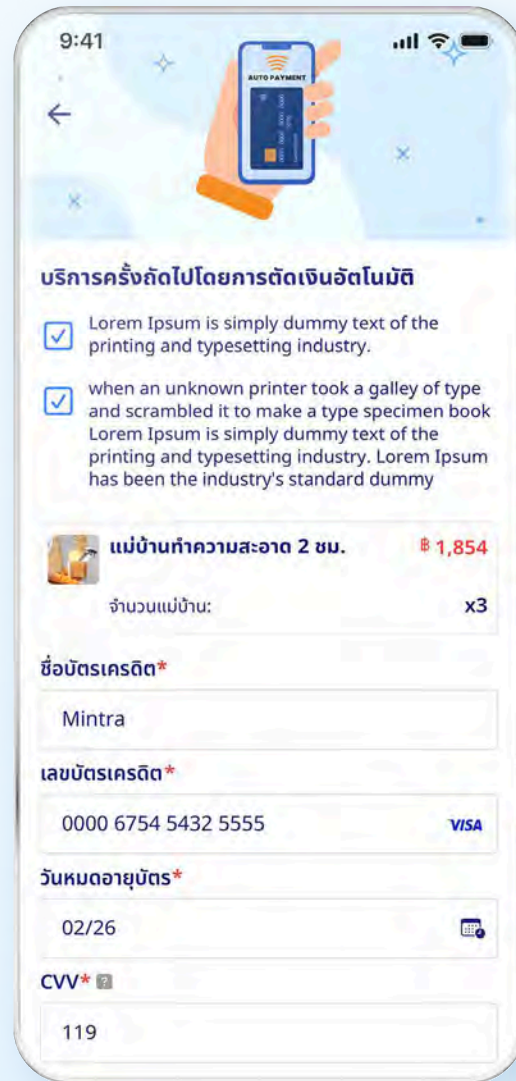 9:41
AUTO PAYMENT
บริการครั้งถัดไปโดยการตัดเงินอัตโนมัติ
Lorem Ipsum is simply dummy text of the
printing and typesetting industry.
when an unknown printer took a galley of type
and scrambled it to make a type specimen book
Lorem Ipsum is simply dummy text of the
printing and typesetting industry. Lorem Ipsum
has been the industry's standard dummy
แม่บ้านทำความสะอาด 2 ชม. ฿ 1,854
จำนวนแม่บ้าน: x3
ชื่อบัตรเครดิต*
Mintra
เลขบัตรเครดิต*
0000 6754 5432 5555 VISA
วันหมดอายุบัตร*
02/26
CVV* ?
119